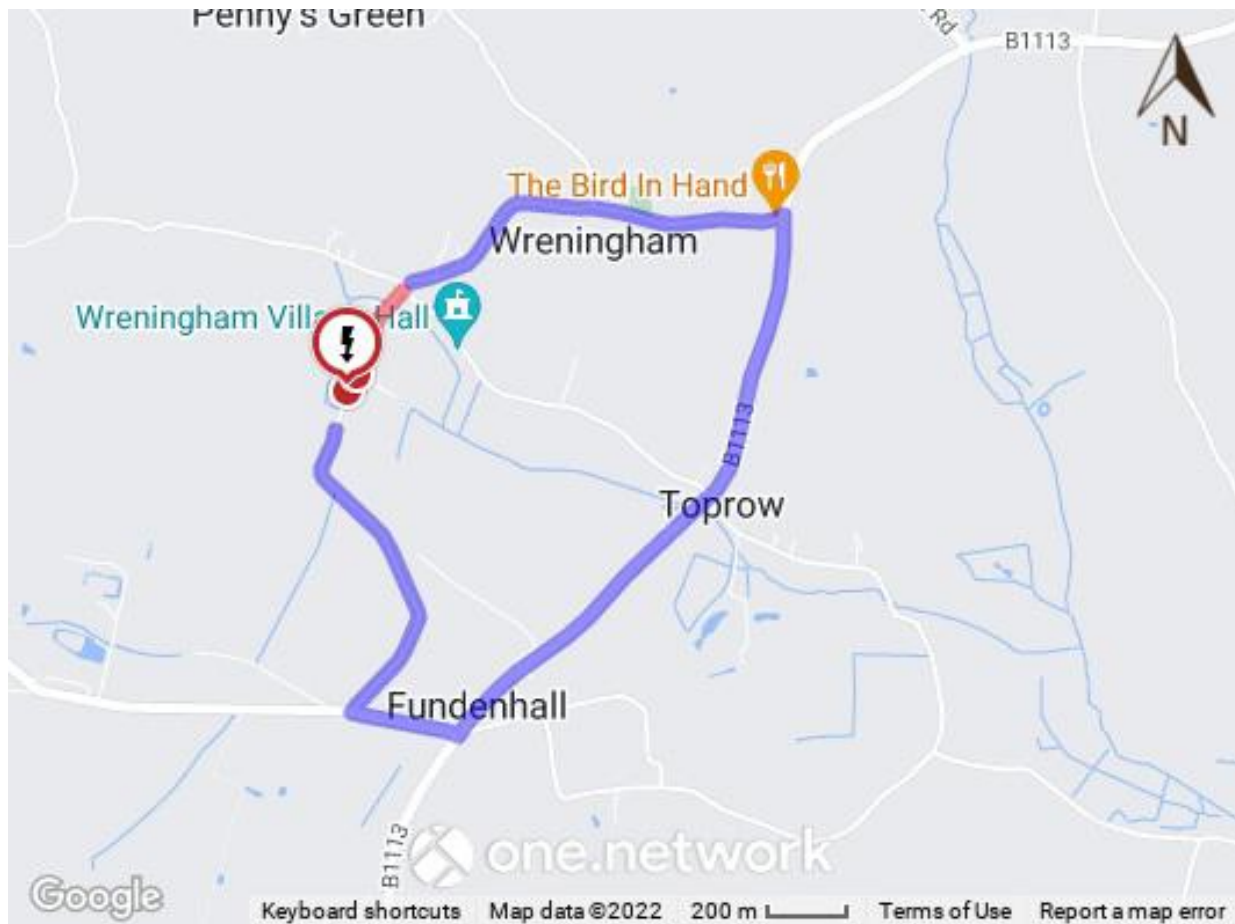 Penny's Green
Rd
B1113
N
The Bird In Hand
Wreningham
Wreningham Village Hall
B1113
Toprow
Fundenhall
B1113
one.network
Google
Keyboard shortcuts Map data ©2022 200 m Terms of Use Report a map error